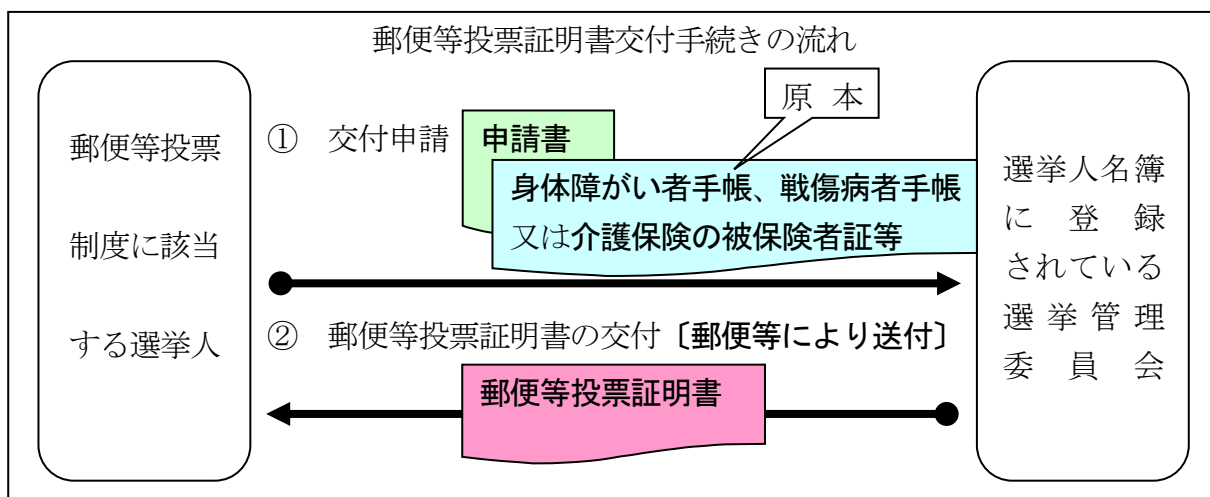 郵便等投票証明書交付手続きの流れ
郵便等投票
制度に該当
する選挙人
原 本
① 交付申請
申請書
身体障がい者手帳、戦傷病者手帳
又は介護保険の被保険者証等
② 郵便等投票証明書の交付〔郵便等により送付〕
郵便等投票証明書
選挙人名簿
に登録
されている
選挙管理
委員会